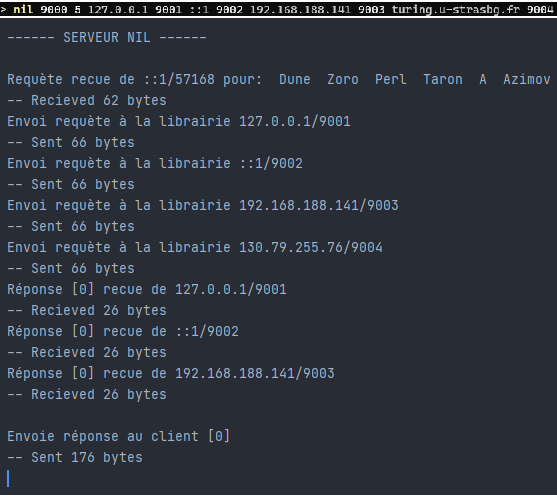 > nil 9000 5 127.0.0.1 9001 ::1 9002 192.168.188.141 9003 turing.u-strasbg.fr 9004
------ SERVEUR NIL ------
Requète recue de ::1/57168 pour:  Dune  Zoro  Perl  Taron  A  Azimov
-- Recieved 62 bytes
Envoi requète à la librairie 127.0.0.1/9001
-- Sent 66 bytes
Envoi requète à la librairie ::1/9002
-- Sent 66 bytes
Envoi requète à la librairie 192.168.188.141/9003
-- Sent 66 bytes
Envoi requète à la librairie 130.79.255.76/9004
-- Sent 66 bytes
Réponse [0] recue de 127.0.0.1/9001
-- Recieved 26 bytes
Réponse [0] recue de ::1/9002
-- Recieved 26 bytes
Réponse [0] recue de 192.168.188.141/9003
-- Recieved 26 bytes
Envoie réponse au client [0]
-- Sent 176 bytes